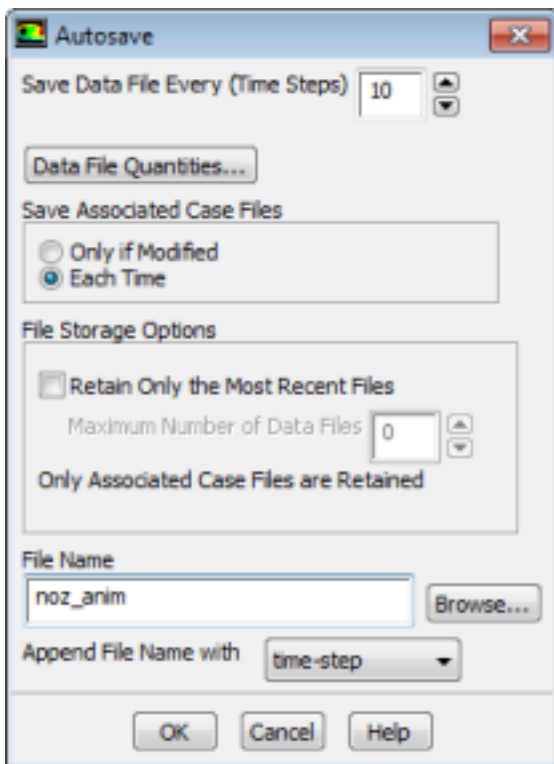 Autosave
Save Data File Every (Time Steps) 10
Data File Quantities...
Save Associated Case Files
Only if Modified
Each Time
File Storage Options
Retain Only the Most Recent Files
Maximum Number of Data Files 0
Only Associated Case Files are Retained
File Name
noz_anim Browse...
Append File Name with time-step
OK Cancel Help